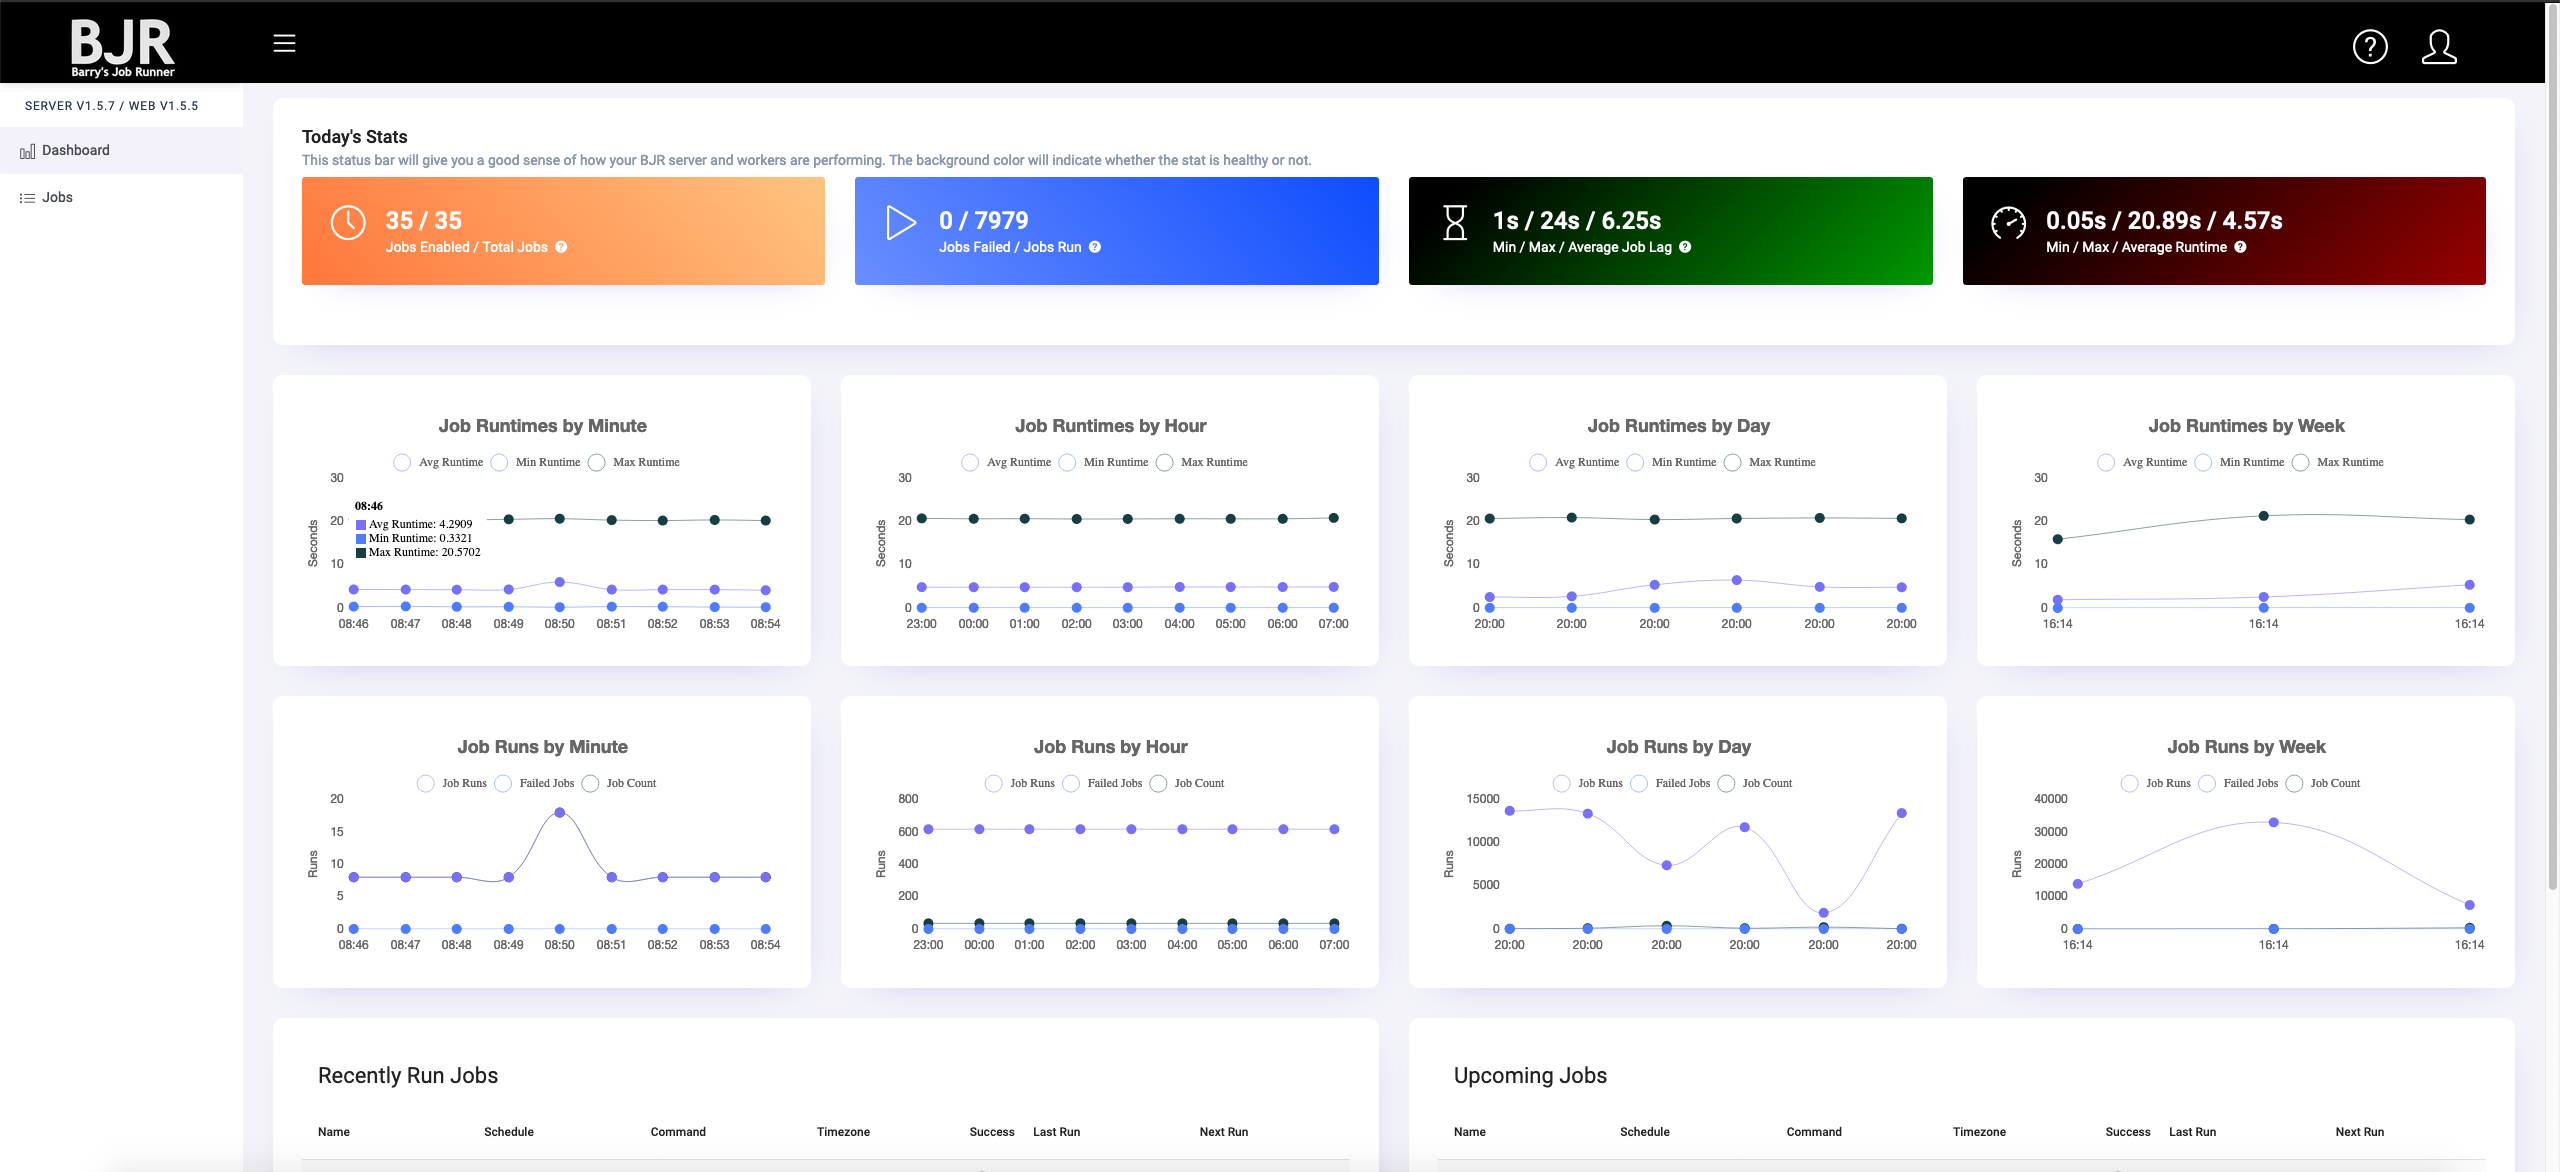 BJR
Barry's Job Runner
SERVER V1.5.7 / WEB V1.5.5
Dashboard
Jobs
Today's Stats
This status bar will give you a good sense of how your BJR server and workers are performing. The background color will indicate whether the stat is healthy or not.
35 / 35
Jobs Enabled / Total Jobs
0 / 7979
Jobs Failed / Jobs Run
1s / 24s / 6.25s
Min / Max / Average Job Lag
0.05s / 20.89s / 4.57s
Min / Max / Average Runtime
Job Runtimes by Minute
Avg Runtime Min Runtime Max Runtime
30
20
10
0
Seconds
08:46
Avg Runtime: 4.2909
Min Runtime: 0.3321
Max Runtime: 20.5702
08:46 08:47 08:48 08:49 08:50 08:51 08:52 08:53 08:54
Job Runtimes by Hour
Avg Runtime Min Runtime Max Runtime
30
20
10
0
Seconds
23:00 00:00 01:00 02:00 03:00 04:00 05:00 06:00 07:00
Job Runtimes by Day
Avg Runtime Min Runtime Max Runtime
30
20
10
0
Seconds
20:00 20:00 20:00 20:00 20:00 20:00
Job Runtimes by Week
Avg Runtime Min Runtime Max Runtime
30
20
10
0
Seconds
16:14 16:14 16:14
Job Runs by Minute
Job Runs Failed Jobs Job Count
20
15
10
5
0
Runs
08:46 08:47 08:48 08:49 08:50 08:51 08:52 08:53 08:54
Job Runs by Hour
Job Runs Failed Jobs Job Count
800
600
400
200
0
Runs
23:00 00:00 01:00 02:00 03:00 04:00 05:00 06:00 07:00
Job Runs by Day
Job Runs Failed Jobs Job Count
15000
10000
5000
0
Runs
20:00 20:00 20:00 20:00 20:00 20:00
Job Runs by Week
Job Runs Failed Jobs Job Count
40000
30000
20000
10000
0
Runs
16:14 16:14 16:14
Recently Run Jobs
Name Schedule Command Timezone Success Last Run Next Run
Upcoming Jobs
Name Schedule Command Timezone Success Last Run Next Run